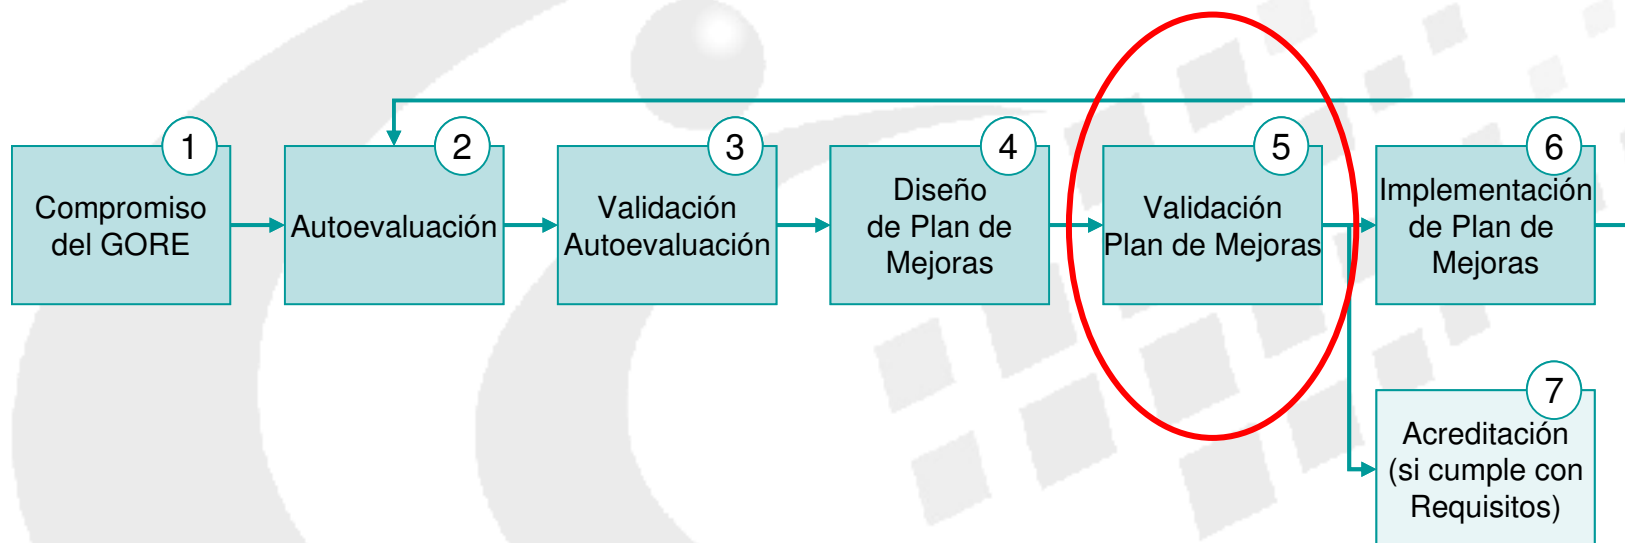 1
Compromiso
del GORE
2
Autoevaluación
3
Validación
Autoevaluación
4
Diseño
de Plan de
Mejoras
5
Validación
Plan de Mejoras
6
Implementación
de Plan de
Mejoras
7
Acreditación
(si cumple con
Requisitos)